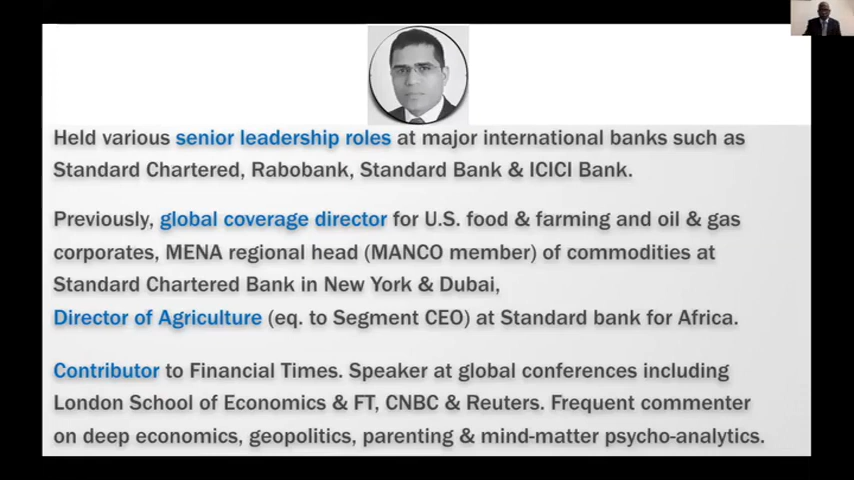 Held various senior leadership roles at major international banks such as
Standard Chartered, Rabobank, Standard Bank & ICICI Bank.
Previously, global coverage director for U.S. food & farming and oil & gas
corporates, MENA regional head (MANCO member) of commodities at
Standard Chartered Bank in New York & Dubai,
Director of Agriculture (eq. to Segment CEO) at Standard bank for Africa.
Contributor to Financial Times. Speaker at global conferences including
London School of Economics & FT, CNBC & Reuters. Frequent commenter
on deep economics, geopolitics, parenting & mind-matter psycho-analytics.